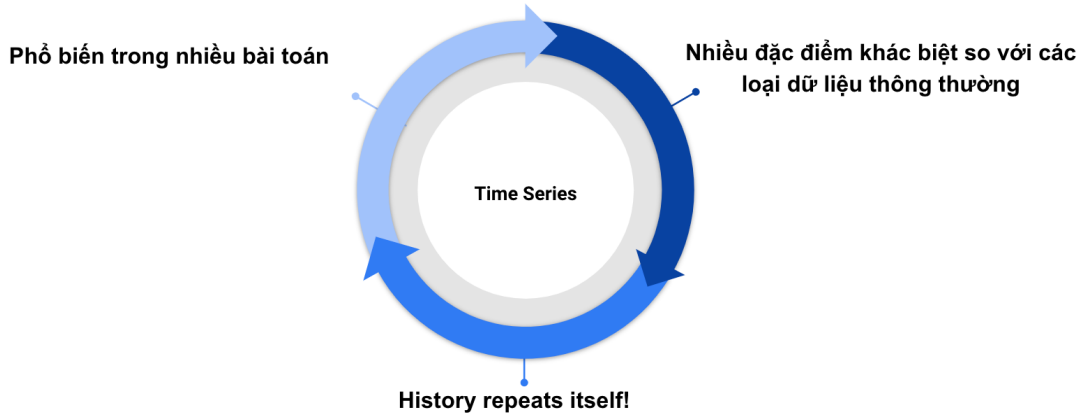 Phổ biến trong nhiều bài toán
Nhiều đặc điểm khác biệt so với các
loại dữ liệu thông thường
Time Series
History repeats itself!